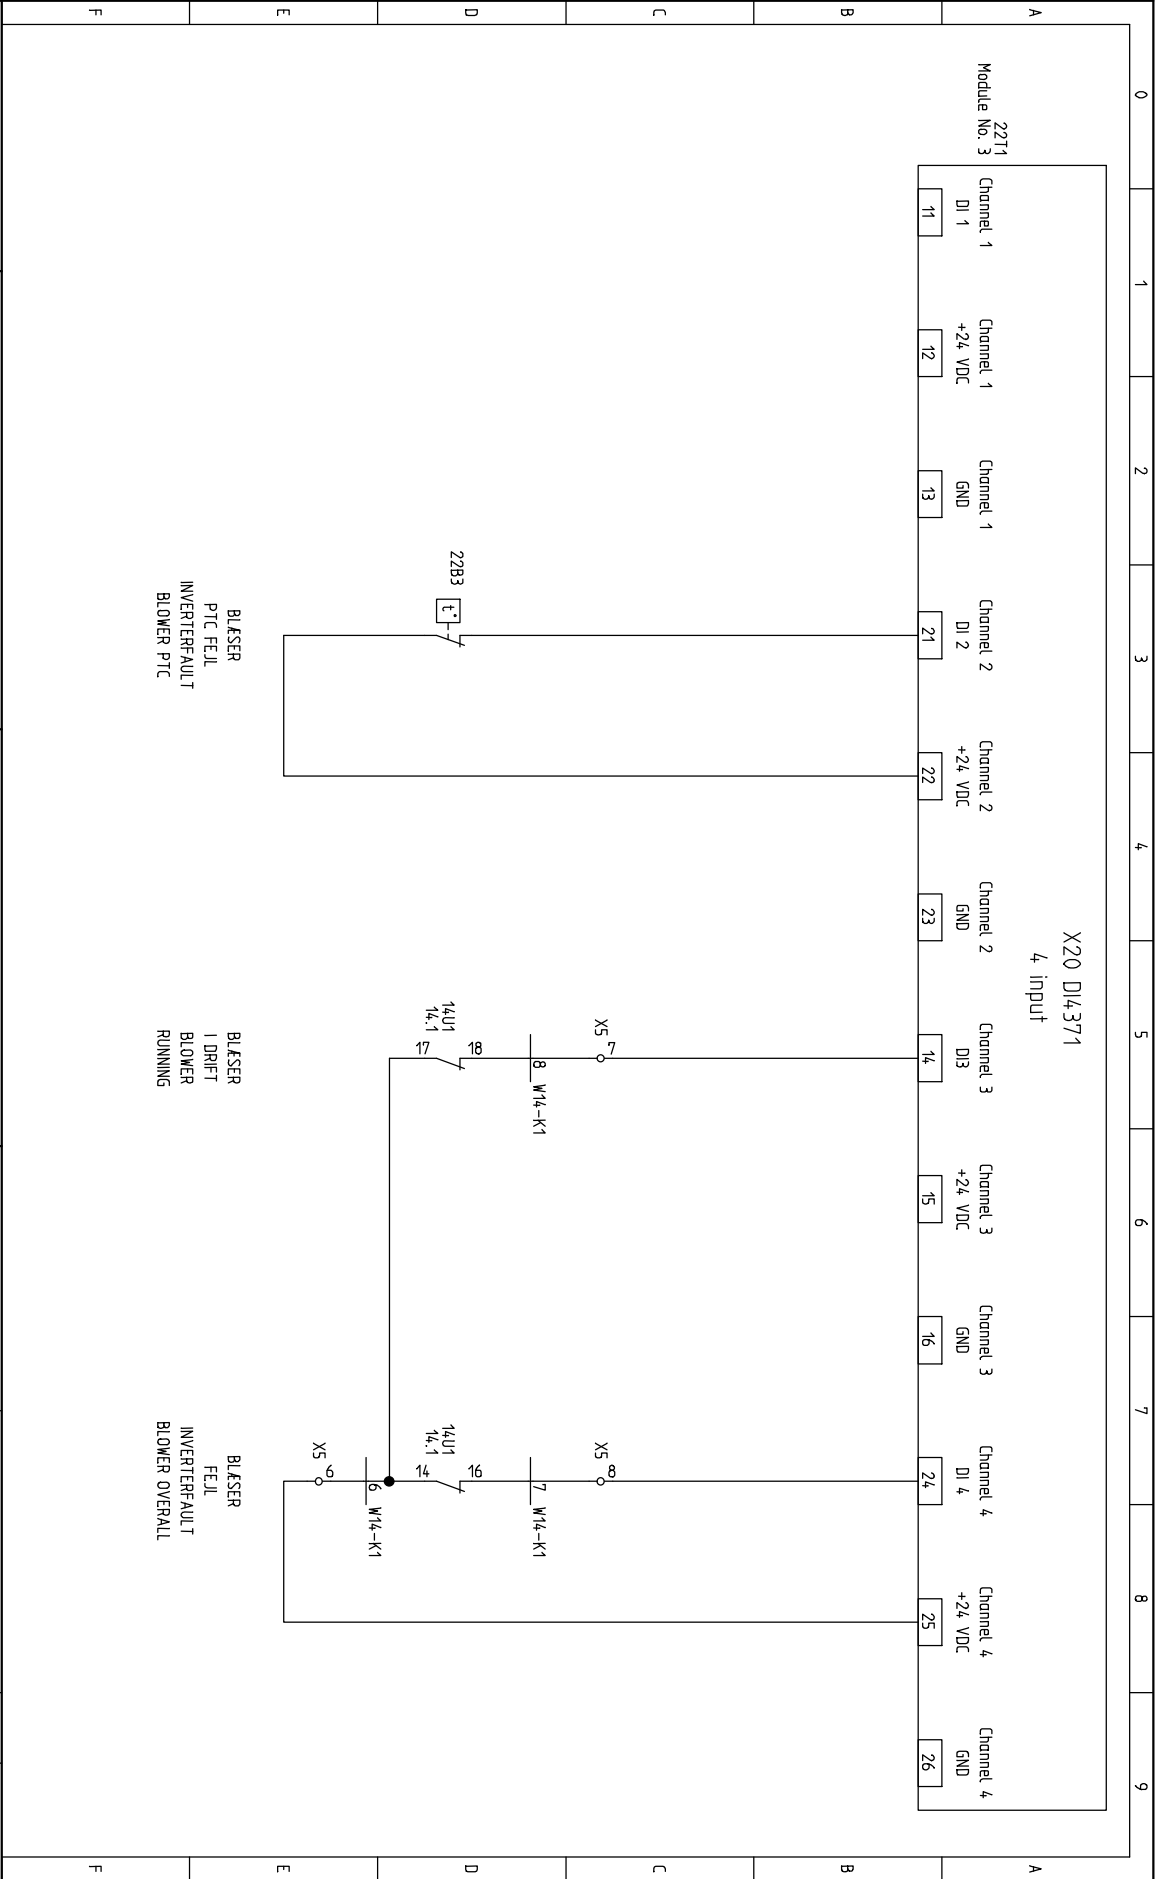 0
1
2
3
4
5
6
7
8
9
A
A
B
B
C
C
D
D
E
E
F
F
X20 DI4371
4 input
22T1
Module No. 3
Channel 1
DI 1
11
Channel 1
+24 VDC
12
Channel 1
GND
13
Channel 2
DI 2
21
Channel 2
+24 VDC
22
Channel 2
GND
23
Channel 3
DI3
14
Channel 3
+24 VDC
15
Channel 3
GND
16
Channel 4
DI 4
24
Channel 4
+24 VDC
25
Channel 4
GND
26
22B3
t°
X5
7
8
W14-K1
14U1
14.1
18
17
X5
8
7
W14-K1
14U1
14.1
16
14
6
W14-K1
X5
6
BLÆSER
PTC FEJL
INVERTERFAULT
BLOWER PTC
BLÆSER
I DRIFT
BLOWER
RUNNING
BLÆSER
FEJL
INVERTERFAULT
BLOWER OVERALL